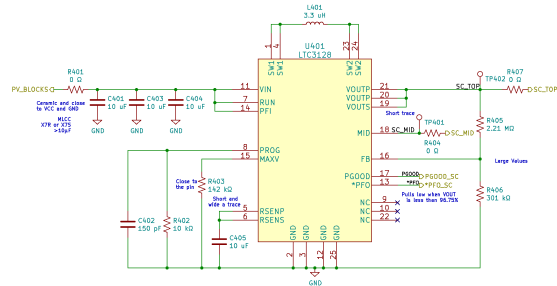 L401
3.3 uH
1
4
23
24
U401
LTC3128
SW1
SW1
SW2
SW2
R401
0 Ω
PV_BLOCKS
11
VIN
VOUTP
21
SC_TOP
TP402
R407
0 Ω
SC_TOP
VOUTP
20
VOUTS
19
Ceramic and close
to VCC and GND
C401
10 uF
C403
10 uF
C404
10 uF
7
RUN
14
PFI
MLCC
X7R or X7S
>10μF
GND
GND
GND
GND
Short trace
TP401
R405
2.21 MΩ
MID
18
SC_MID
SC_MID
R404
0 Ω
8
PROG
15
MAXV
FB
16
Large Values
Close to
the pin
R403
142 kΩ
PGOOD
17
PGOOD
PGOOD_SC
*PFO
13
*PFO
*PFO_SC
R406
301 kΩ
Pulls low when VOUT
is less than 96.75%
Short and
wide a trace
NC
9
NC
10
NC
22
5
RSENP
6
RSENS
C402
150 pF
R402
10 kΩ
C405
10 uF
GND
GND
GND
GND
2
3
12
25
GND